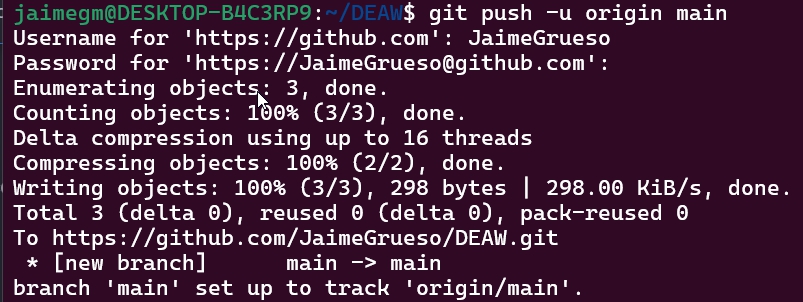 jaimegm@DESKTOP-B4C3RP9:~/DEAW$ git push -u origin main
Username for 'https://github.com': JaimeGrueso
Password for 'https://JaimeGrueso@github.com':
Enumerating objects: 3, done.
Counting objects: 100% (3/3), done.
Delta compression using up to 16 threads
Compressing objects: 100% (2/2), done.
Writing objects: 100% (3/3), 298 bytes | 298.00 KiB/s, done.
Total 3 (delta 0), reused 0 (delta 0), pack-reused 0
To https://github.com/JaimeGrueso/DEAW.git
 * [new branch]      main -> main
branch 'main' set up to track 'origin/main'.